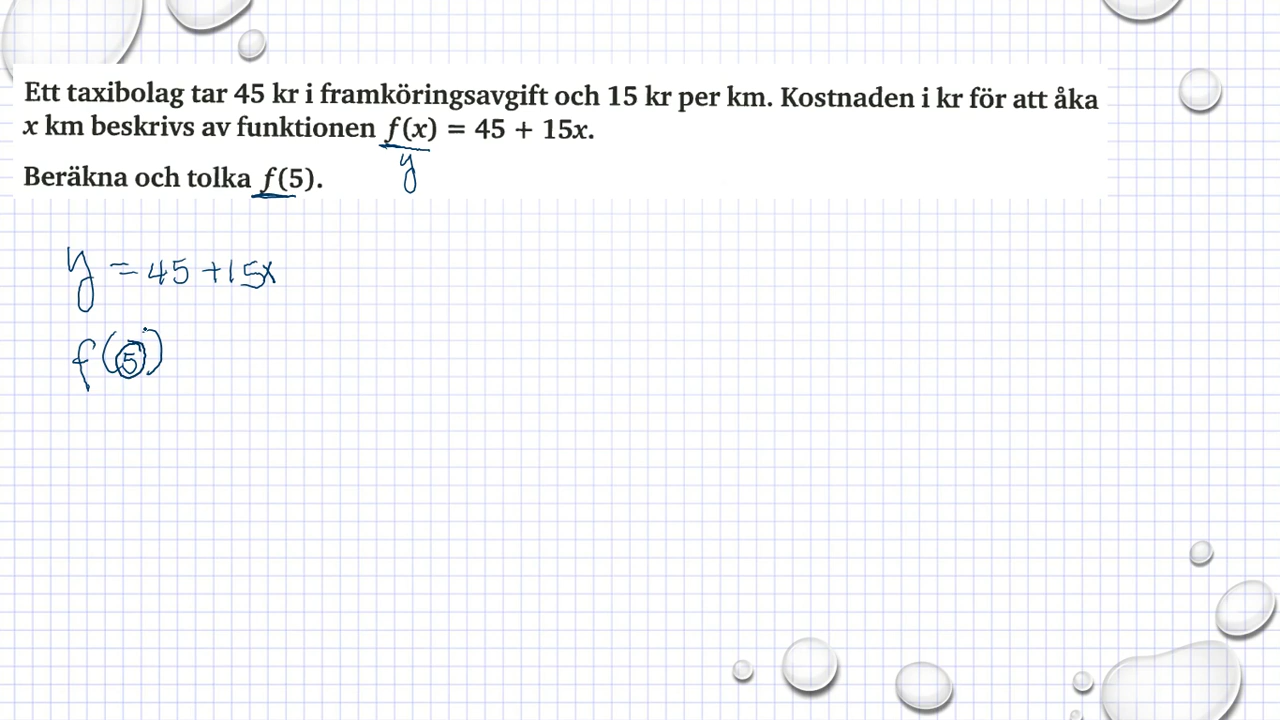 Ett taxibolag tar 45 kr i framköringsavgift och 15 kr per km. Kostnaden i kr för att åka
x km beskrivs av funktionen f(x) = 45 + 15x.
y
Beräkna och tolka f(5).
y = 45 + 15x
f(5)